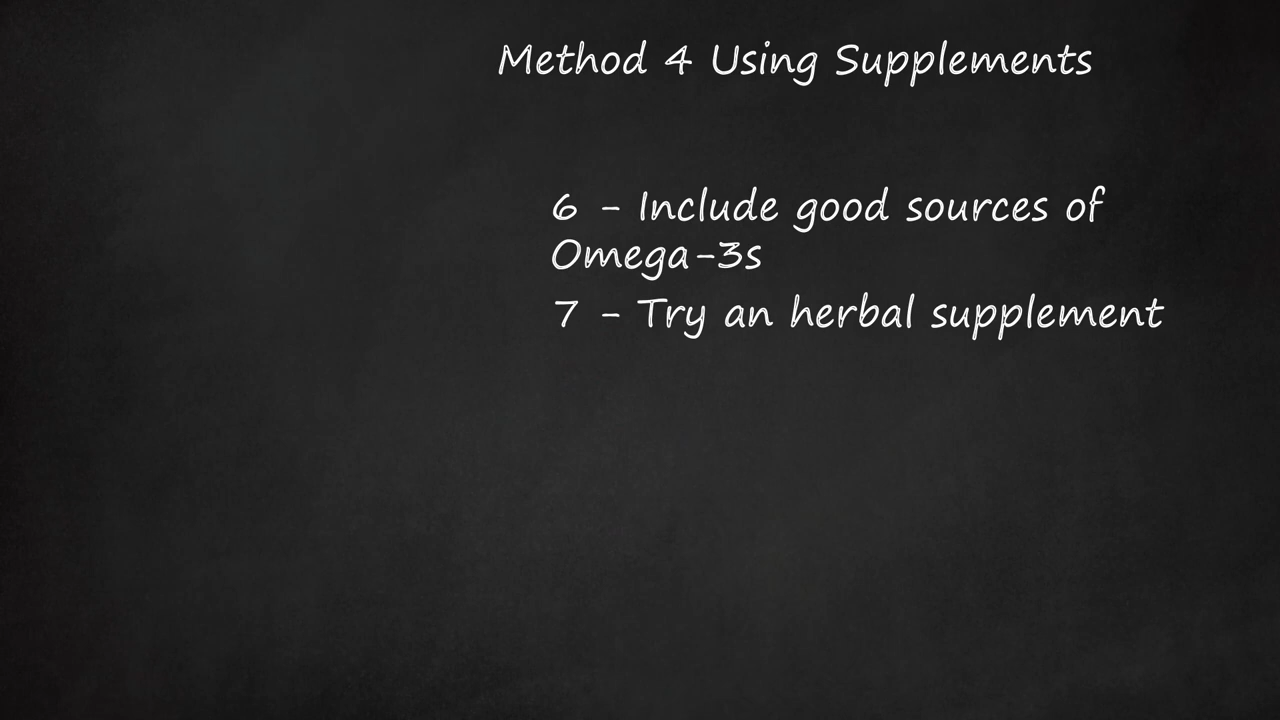 Method 4 Using Supplements
6 - Include good sources of
Omega-3s
7 - Try an herbal supplement